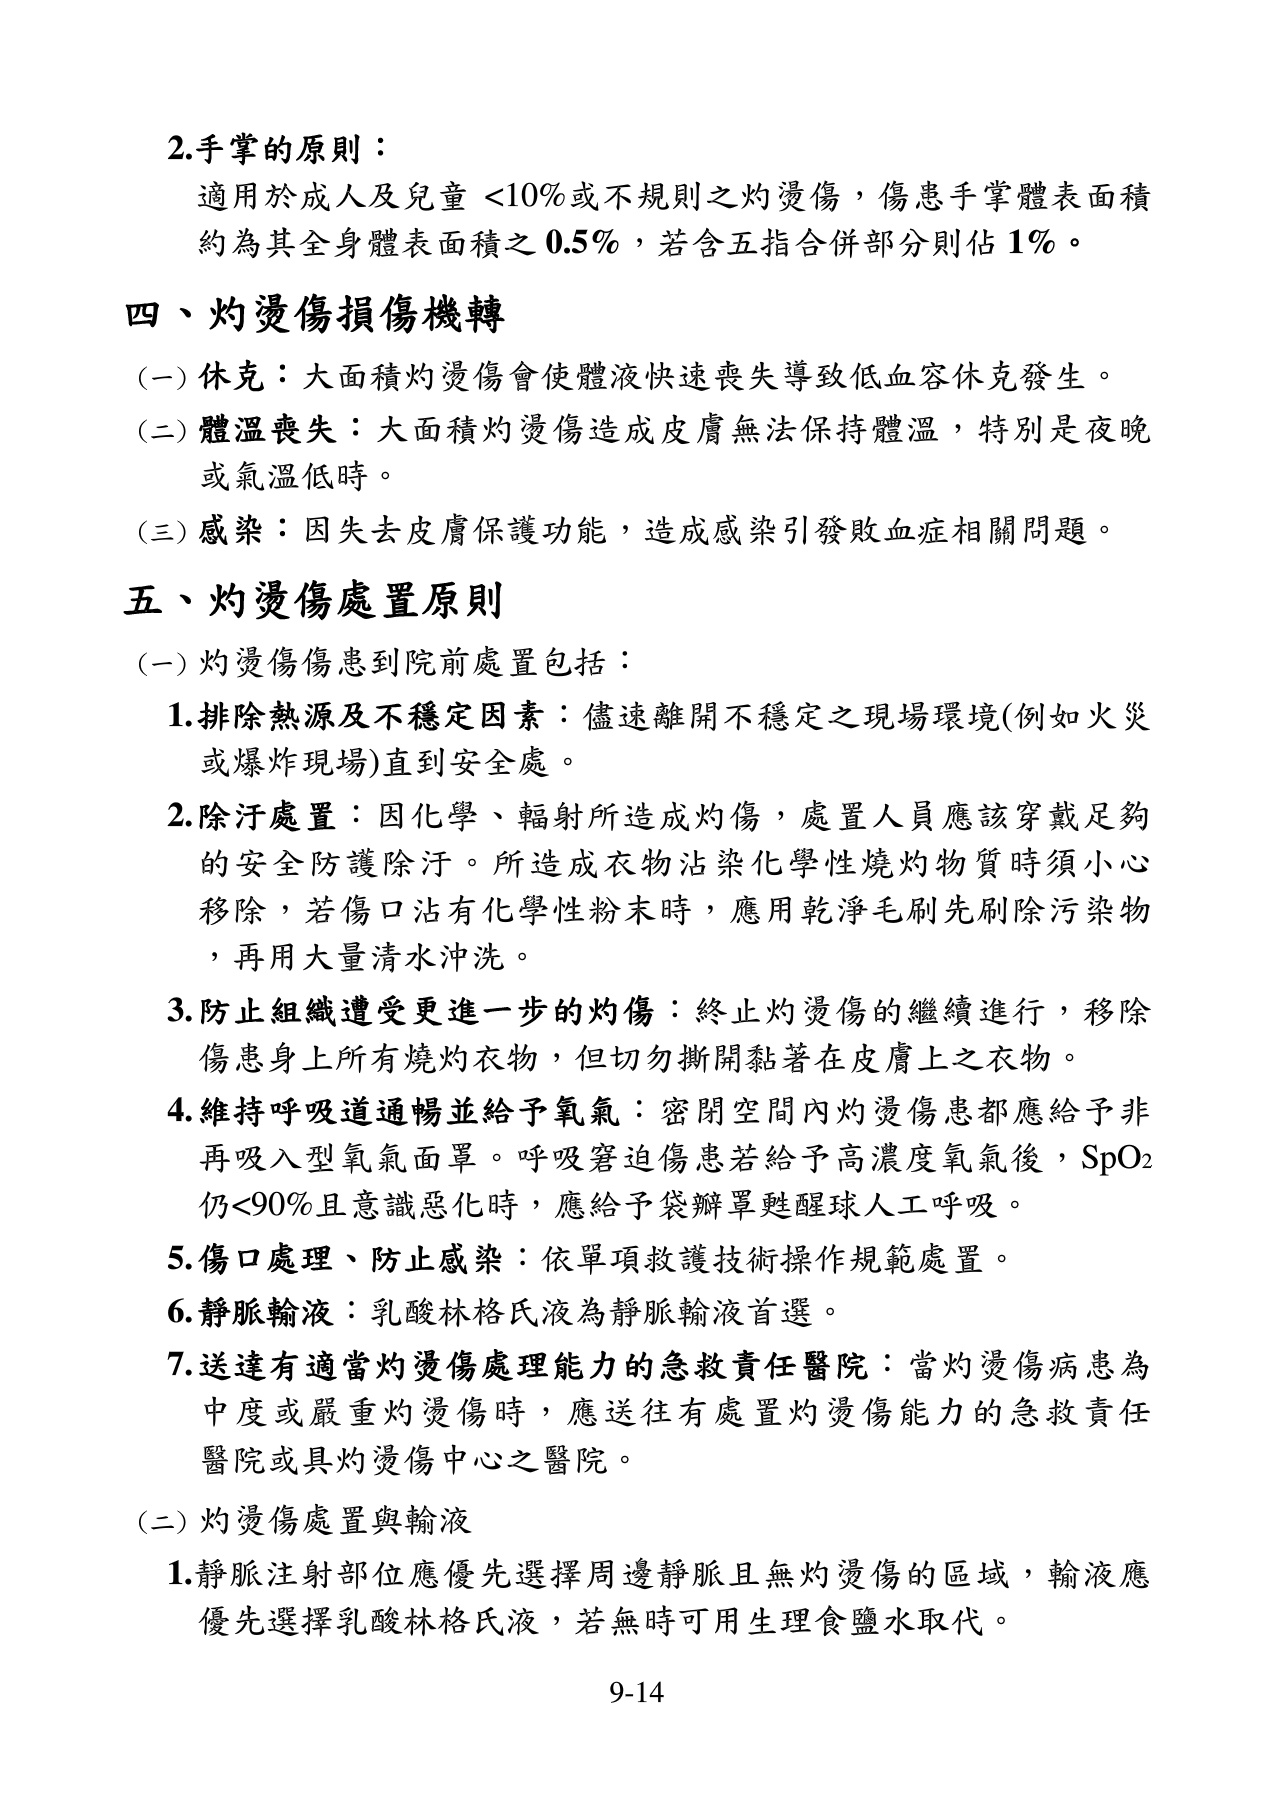 2.手掌的原則：
適用於成人及兒童 <10%或不規則之灼燙傷，傷患手掌體表面積
約為其全身體表面積之 0.5%，若含五指合併部分則佔 1%。
四、灼燙傷損傷機轉
（一）休克：大面積灼燙傷會使體液快速喪失導致低血容休克發生。
（二）體溫喪失：大面積灼燙傷造成皮膚無法保持體溫，特別是夜晚
或氣溫低時。
（三）感染：因失去皮膚保護功能，造成感染引發敗血症相關問題。
五、灼燙傷處置原則
（一）灼燙傷傷患到院前處置包括：
1.排除熱源及不穩定因素：儘速離開不穩定之現場環境(例如火災
或爆炸現場)直到安全處。
2.除汙處置：因化學、輻射所造成灼傷，處置人員應該穿戴足夠
的安全防護除汙。所造成衣物沾染化學性燒灼物質時須小心
移除，若傷口沾有化學性粉末時，應用乾淨毛刷先刷除污染物
，再用大量清水沖洗。
3.防止組織遭受更進一步的灼傷：終止灼燙傷的繼續進行，移除
傷患身上所有燒灼衣物，但切勿撕開黏著在皮膚上之衣物。
4.維持呼吸道通暢並給予氧氣：密閉空間內灼燙傷患都應給予非
再吸入型氧氣面罩。呼吸窘迫傷患若給予高濃度氧氣後，SpO2
仍<90%且意識惡化時，應給予袋瓣罩甦醒球人工呼吸。
5.傷口處理、防止感染：依單項救護技術操作規範處置。
6.靜脈輸液：乳酸林格氏液為靜脈輸液首選。
7.送達有適當灼燙傷處理能力的急救責任醫院：當灼燙傷病患為
中度或嚴重灼燙傷時，應送往有處置灼燙傷能力的急救責任
醫院或具灼燙傷中心之醫院。
（二）灼燙傷處置與輸液
1.靜脈注射部位應優先選擇周邊靜脈且無灼燙傷的區域，輸液應
優先選擇乳酸林格氏液，若無時可用生理食鹽水取代。
9-14